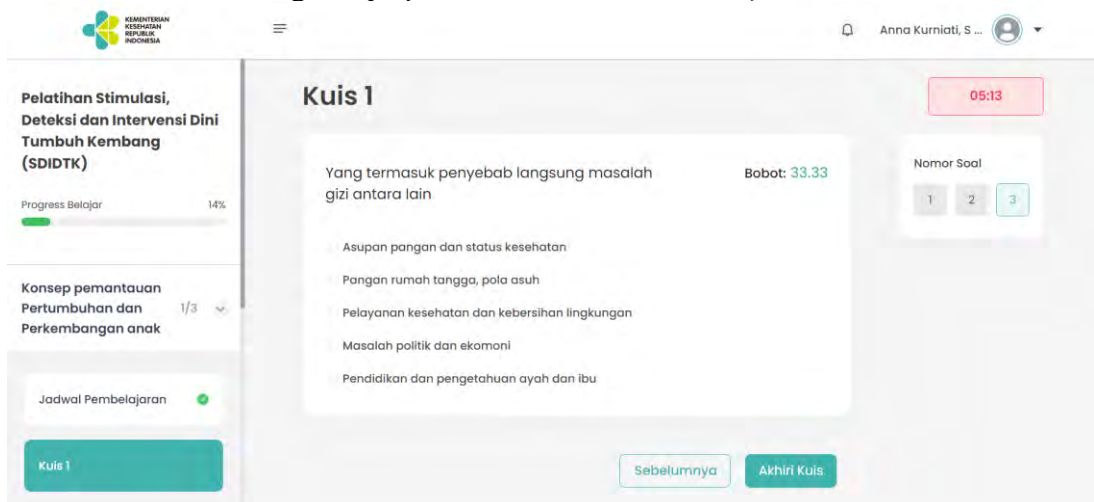 KEMENTERIAN
KESEHATAN
REPUBLIK
INDONESIA
Anna Kurniati, S ...
Pelatihan Stimulasi,
Deteksi dan Intervensi Dini
Tumbuh Kembang
(SDIDTK)
Progress Belajar 14%
Konsep pemantauan
Pertumbuhan dan 1/3
Perkembangan anak
Jadwal Pembelajaran
Kuis 1
Kuis 1
05:13
Yang termasuk penyebab langsung masalah
gizi antara lain
Bobot: 33.33
Asupan pangan dan status kesehatan
Pangan rumah tangga, pola asuh
Pelayanan kesehatan dan kebersihan lingkungan
Masalah politik dan ekomoni
Pendidikan dan pengetahuan ayah dan ibu
Sebelumnya
Akhiri Kuis
Nomor Soal
1 2 3